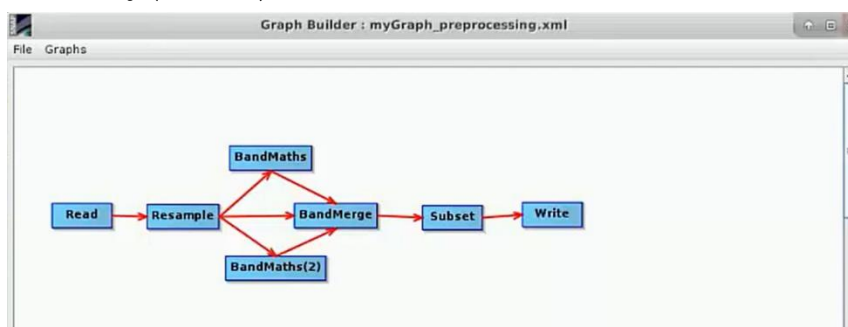 Graph Builder : myGraph_preprocessing.xml
File Graphs
BandMaths
Read Resample BandMerge Subset Write
BandMaths(2)